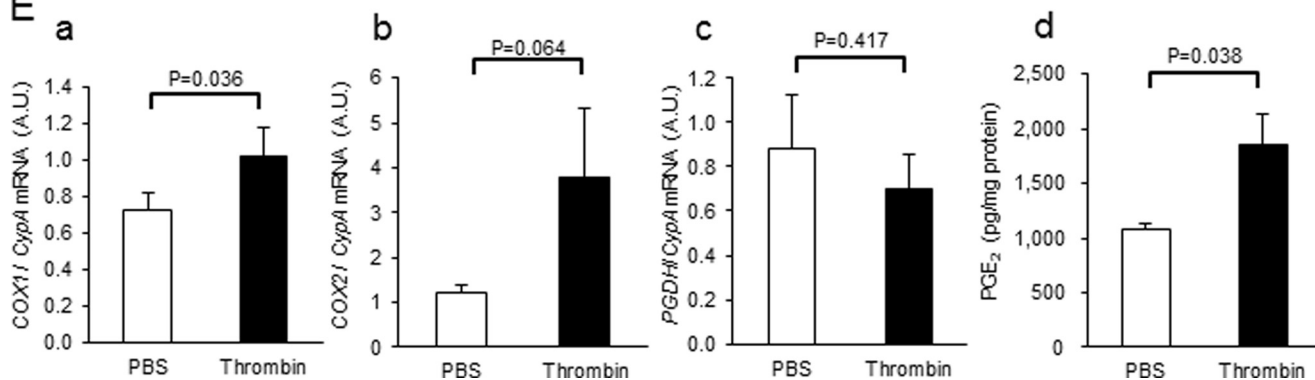 E
a
P=0.036
COX1/ CypA mRNA (A.U.)
1.4
1.2
1.0
0.8
0.6
0.4
0.2
0.0
PBS Thrombin
b
P=0.064
COX2/ CypA mRNA (A.U.)
6
5
4
3
2
1
0
PBS Thrombin
c
P=0.417
PGDH/CypA mRNA (A.U.)
1.2
1.0
0.8
0.6
0.4
0.2
0.0
PBS Thrombin
d
P=0.038
PGE₂ (pg/mg protein)
2,500
2,000
1,500
1,000
500
0
PBS Thrombin